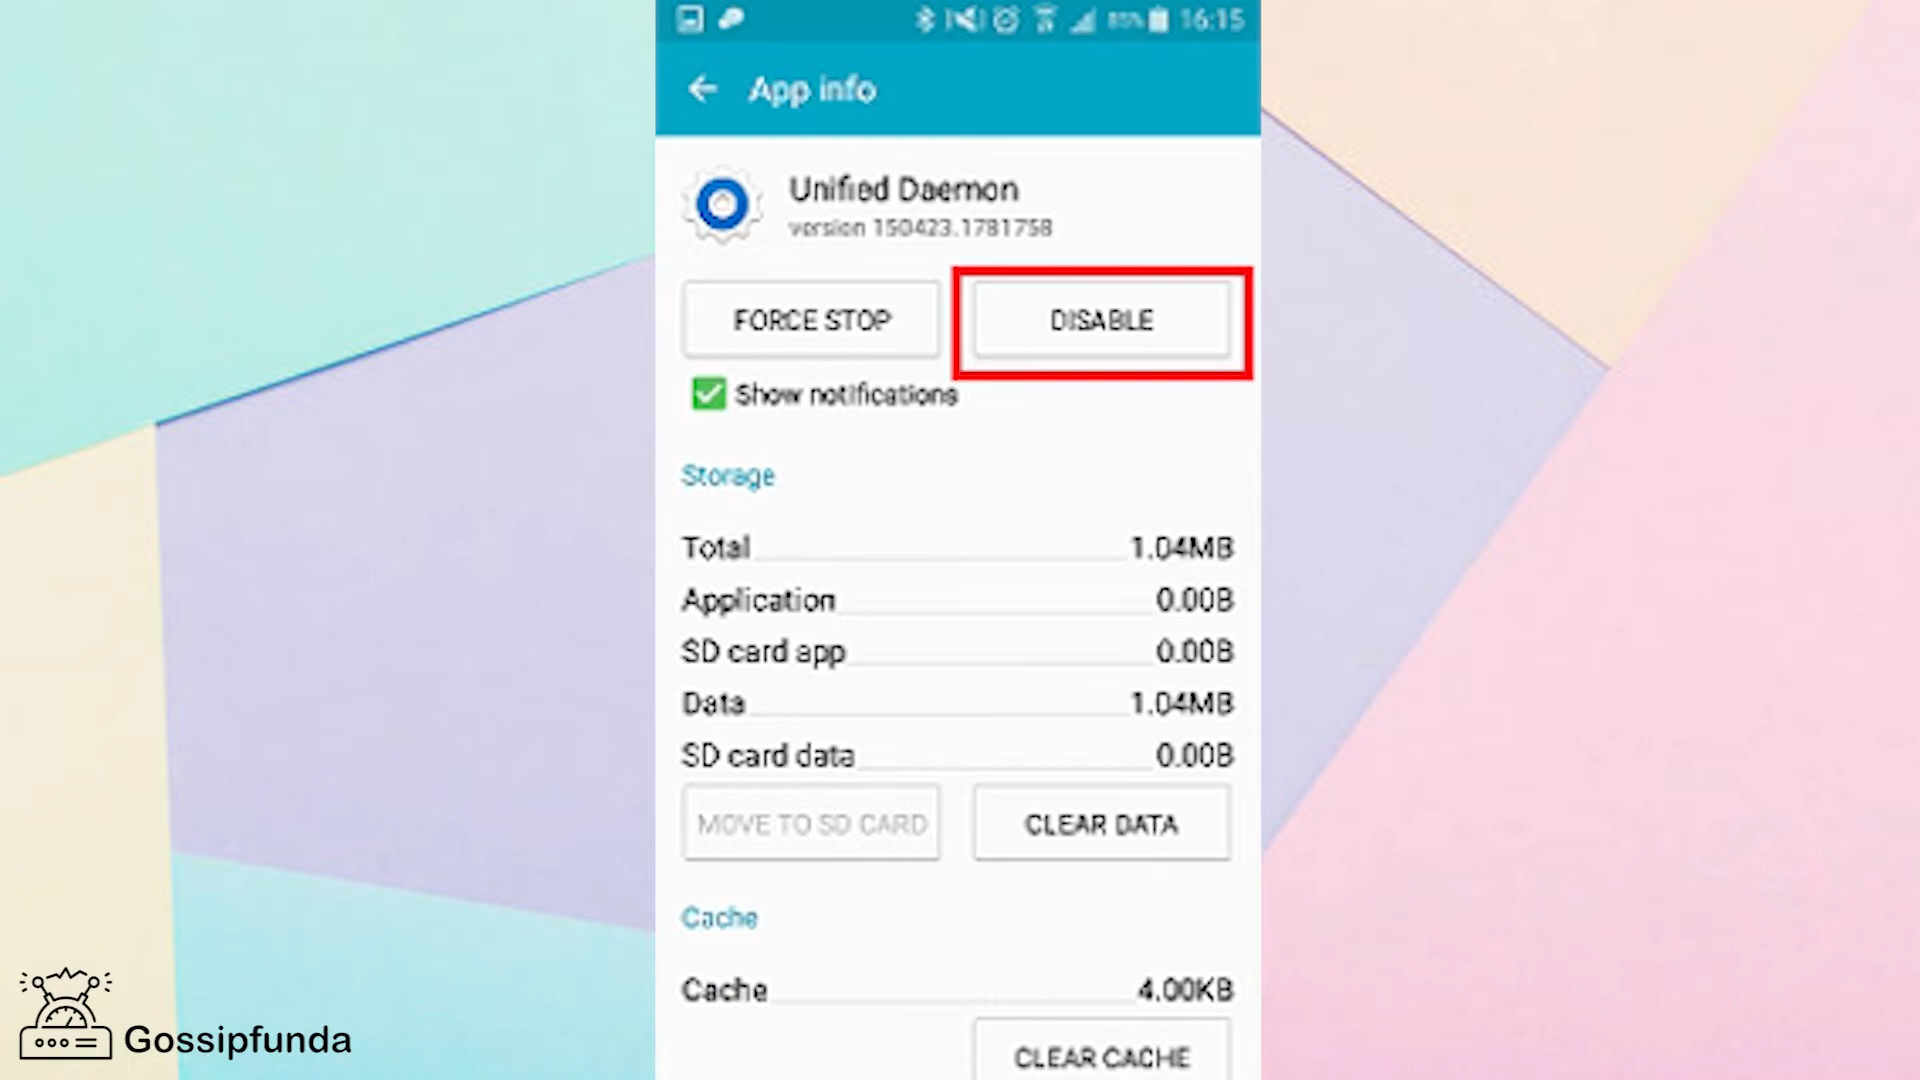 16:15
App info
Unified Daemon
version 150423.1781758
FORCE STOP
DISABLE
Show notifications
Storage
Total 1.04MB
Application 0.00B
SD card app 0.00B
Data 1.04MB
SD card data 0.00B
MOVE TO SD CARD
CLEAR DATA
Cache
Cache 4.00KB
CLEAR CACHE
Gossipfunda